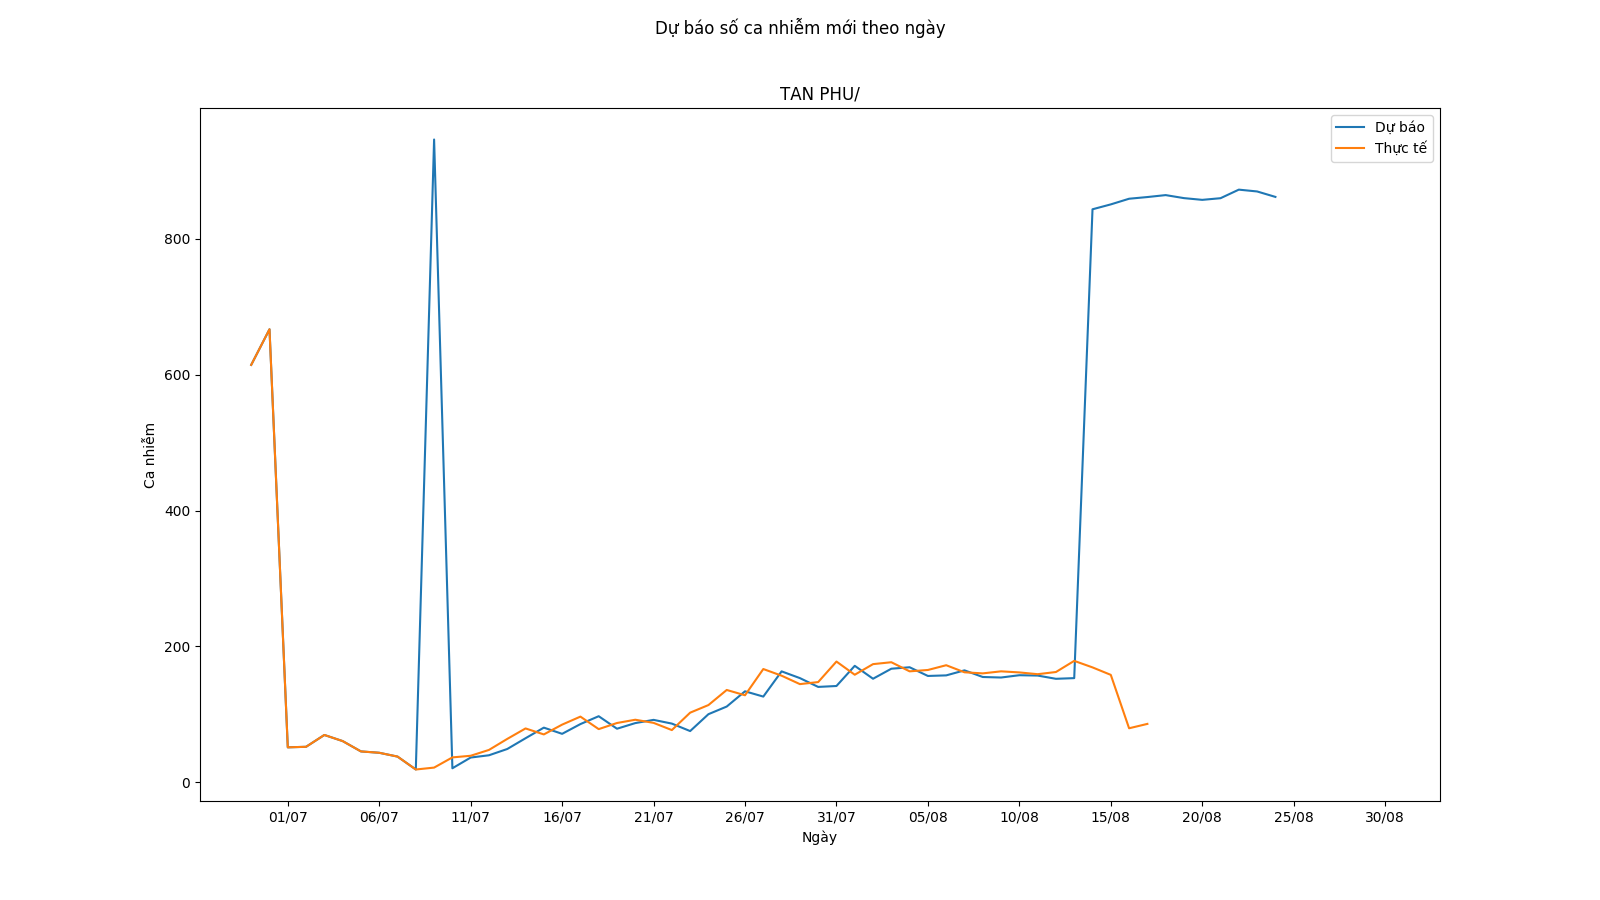 Dự báo số ca nhiễm mới theo ngày
TAN PHU/
Dự báo
Thực tế
Ca nhiễm
800
600
400
200
0
01/07 06/07 11/07 16/07 21/07 26/07 31/07 05/08 10/08 15/08 20/08 25/08 30/08
Ngày